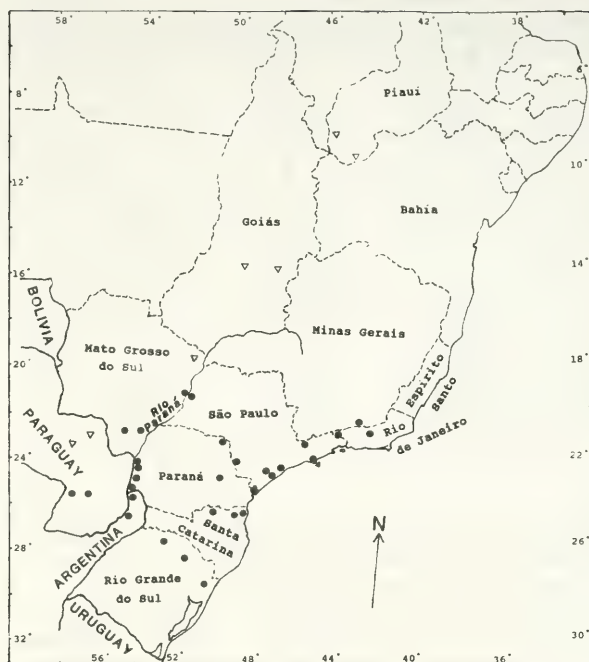 58° 54° 50° 46° 42° 38°
6°
8°
Piaui
10°
12°
Bahia
Goiás
14°
16°
BOLIVIA
Minas Gerais
Mato Grosso
do Sul
18°
20°
Espirito
Santo
Rio
Paraná
São Paulo
Rio
de Janeiro
22°
24°
PARAGUAY
Paraná
N
Santa
Catarina
26°
28°
ARGENTINA
Rio Grande
do Sul
URUGUAY
30°
32°
56° 52° 48° 44° 40° 36°